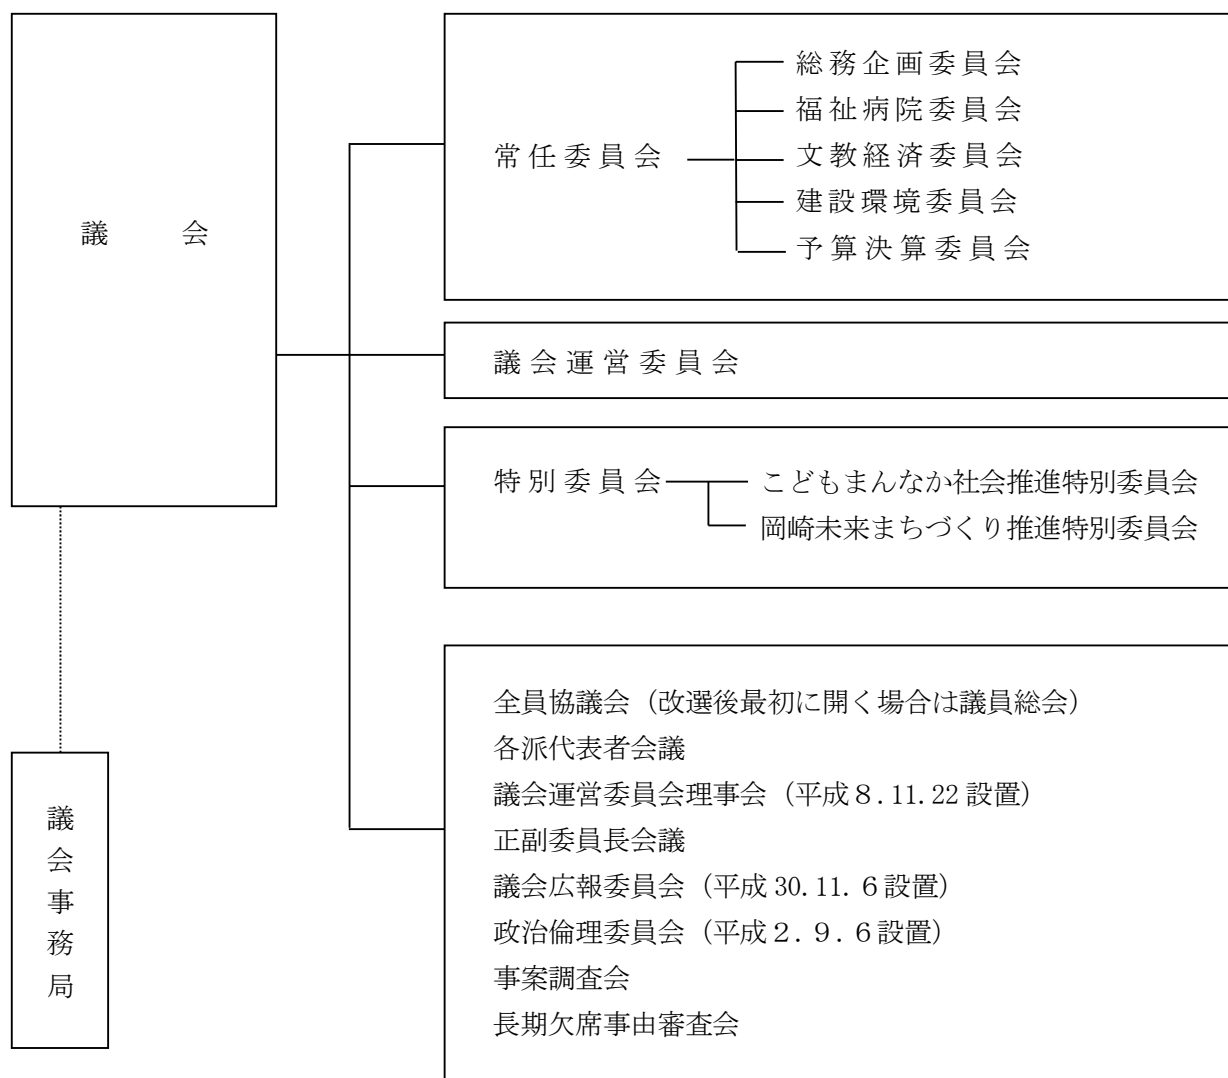 議会
常任委員会
総務企画委員会
福祉病院委員会
文教経済委員会
建設環境委員会
予算決算委員会
議会運営委員会
特別委員会
こどもまんなか社会推進特別委員会
岡崎未来まちづくり推進特別委員会
全員協議会（改選後最初に開く場合は議員総会）
各派代表者会議
議会運営委員会理事会（平成８.11.22設置）
正副委員長会議
議会広報委員会（平成30.11.６設置）
政治倫理委員会（平成２.９.６設置）
事案調査会
長期欠席事由審査会
議会事務局